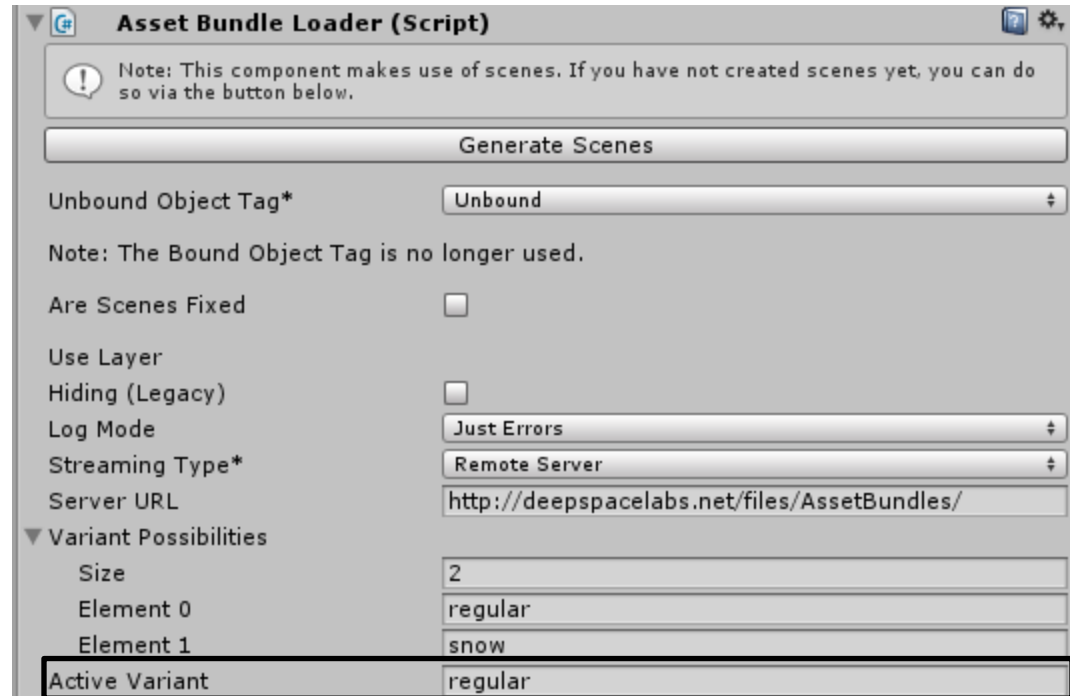 Asset Bundle Loader (Script)
Note: This component makes use of scenes. If you have not created scenes yet, you can do
so via the button below.
Generate Scenes
Unbound Object Tag* Unbound
Note: The Bound Object Tag is no longer used.
Are Scenes Fixed
Use Layer
Hiding (Legacy)
Log Mode Just Errors
Streaming Type* Remote Server
Server URL http://deepspacelabs.net/files/AssetBundles/
Variant Possibilities
Size 2
Element 0 regular
Element 1 snow
Active Variant regular